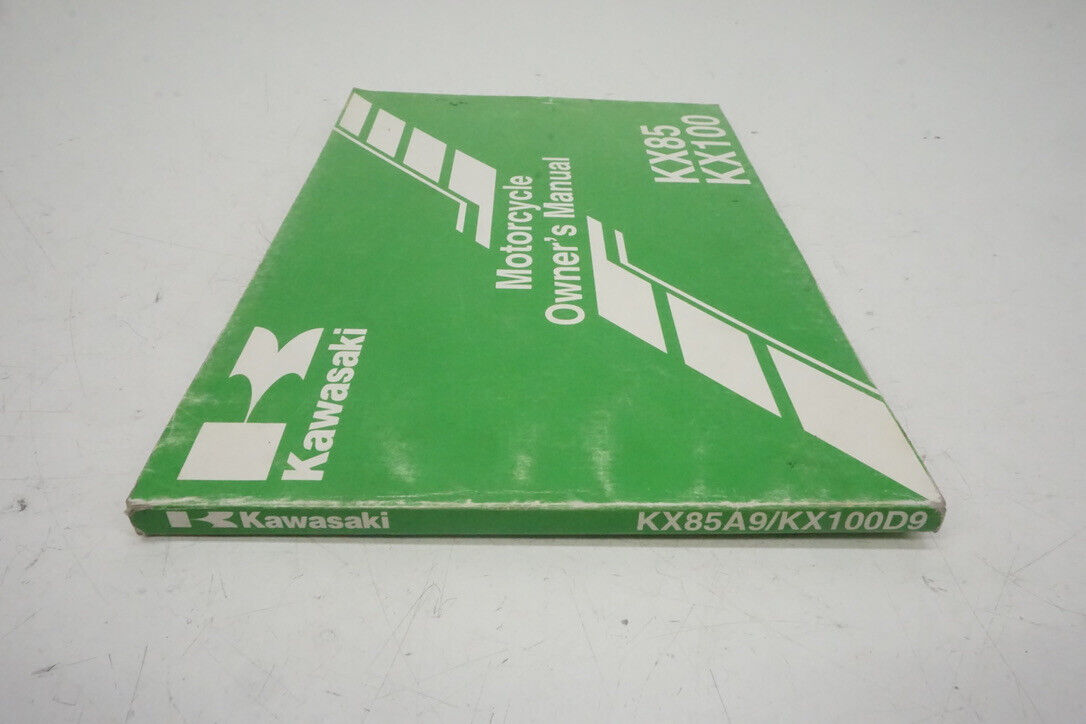 Kawasaki
Motorcycle
Owner's Manual
KX85
KX100
Kawasaki
KX85A9/KX100D9